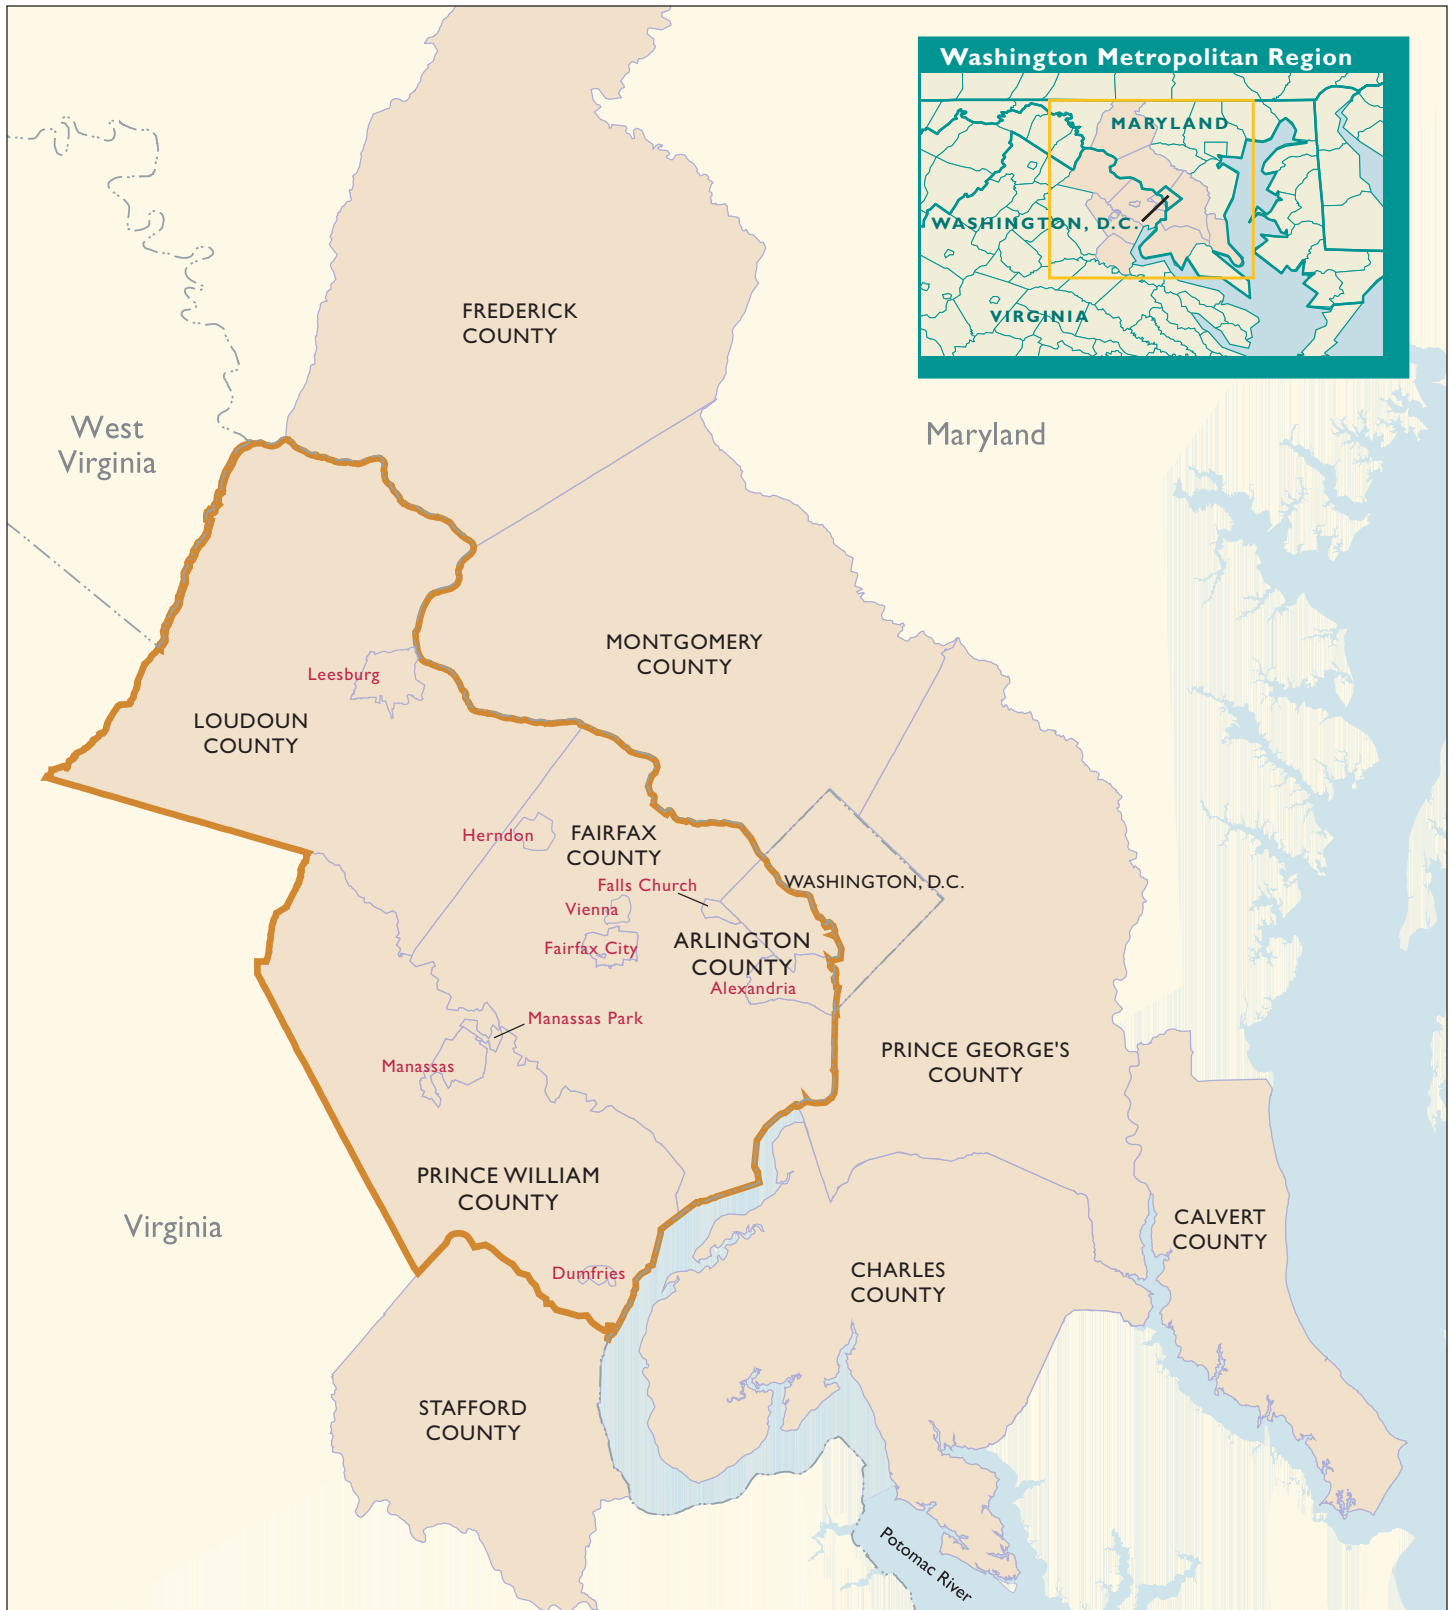 Washington Metropolitan Region
MARYLAND
WASHINGTON, D.C.
VIRGINIA
FREDERICK
COUNTY
West
Virginia
Maryland
MONTGOMERY
COUNTY
Leesburg
LOUDOUN
COUNTY
Herndon
FAIRFAX
COUNTY
WASHINGTON, D.C.
Falls Church
Vienna
ARLINGTON
COUNTY
Fairfax City
Alexandria
Manassas Park
PRINCE GEORGE'S
COUNTY
Manassas
PRINCE WILLIAM
COUNTY
Virginia
CALVERT
COUNTY
Dumfries
CHARLES
COUNTY
STAFFORD
COUNTY
Potomac River